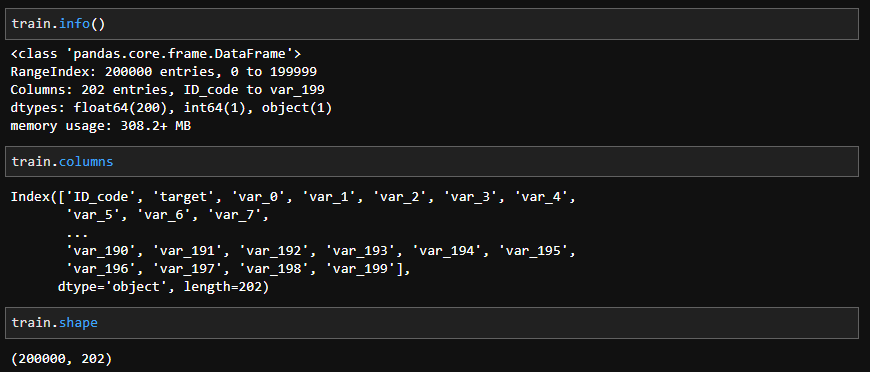 train.info()
<class 'pandas.core.frame.DataFrame'>
RangeIndex: 200000 entries, 0 to 199999
Columns: 202 entries, ID_code to var_199
dtypes: float64(200), int64(1), object(1)
memory usage: 308.2+ MB
train.columns
Index(['ID_code', 'target', 'var_0', 'var_1', 'var_2', 'var_3', 'var_4',
       'var_5', 'var_6', 'var_7',
       ...
       'var_190', 'var_191', 'var_192', 'var_193', 'var_194', 'var_195',
       'var_196', 'var_197', 'var_198', 'var_199'],
      dtype='object', length=202)
train.shape
(200000, 202)